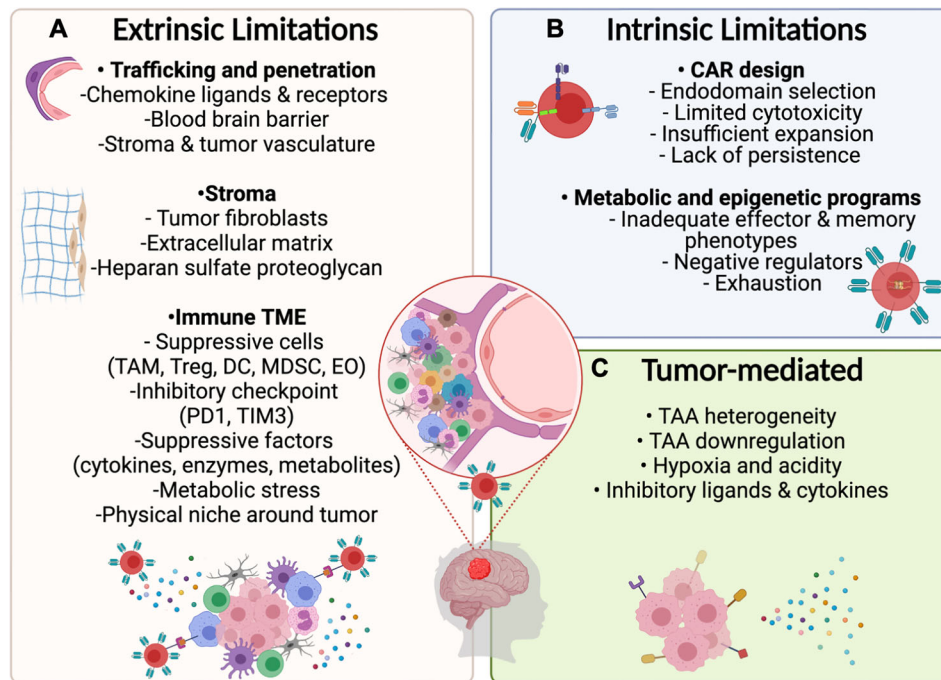 A Extrinsic Limitations
• Trafficking and penetration
-Chemokine ligands & receptors
-Blood brain barrier
-Stroma & tumor vasculature
•Stroma
- Tumor fibroblasts
-Extracellular matrix
-Heparan sulfate proteoglycan
•Immune TME
- Suppressive cells
(TAM, Treg, DC, MDSC, EO)
-Inhibitory checkpoint
(PD1, TIM3)
-Suppressive factors
(cytokines, enzymes, metabolites)
-Metabolic stress
-Physical niche around tumor
B Intrinsic Limitations
• CAR design
- Endodomain selection
- Limited cytotoxicity
- Insufficient expansion
- Lack of persistence
• Metabolic and epigenetic programs
- Inadequate effector & memory
phenotypes
- Negative regulators
- Exhaustion
C Tumor-mediated
• TAA heterogeneity
• TAA downregulation
• Hypoxia and acidity
• Inhibitory ligands & cytokines